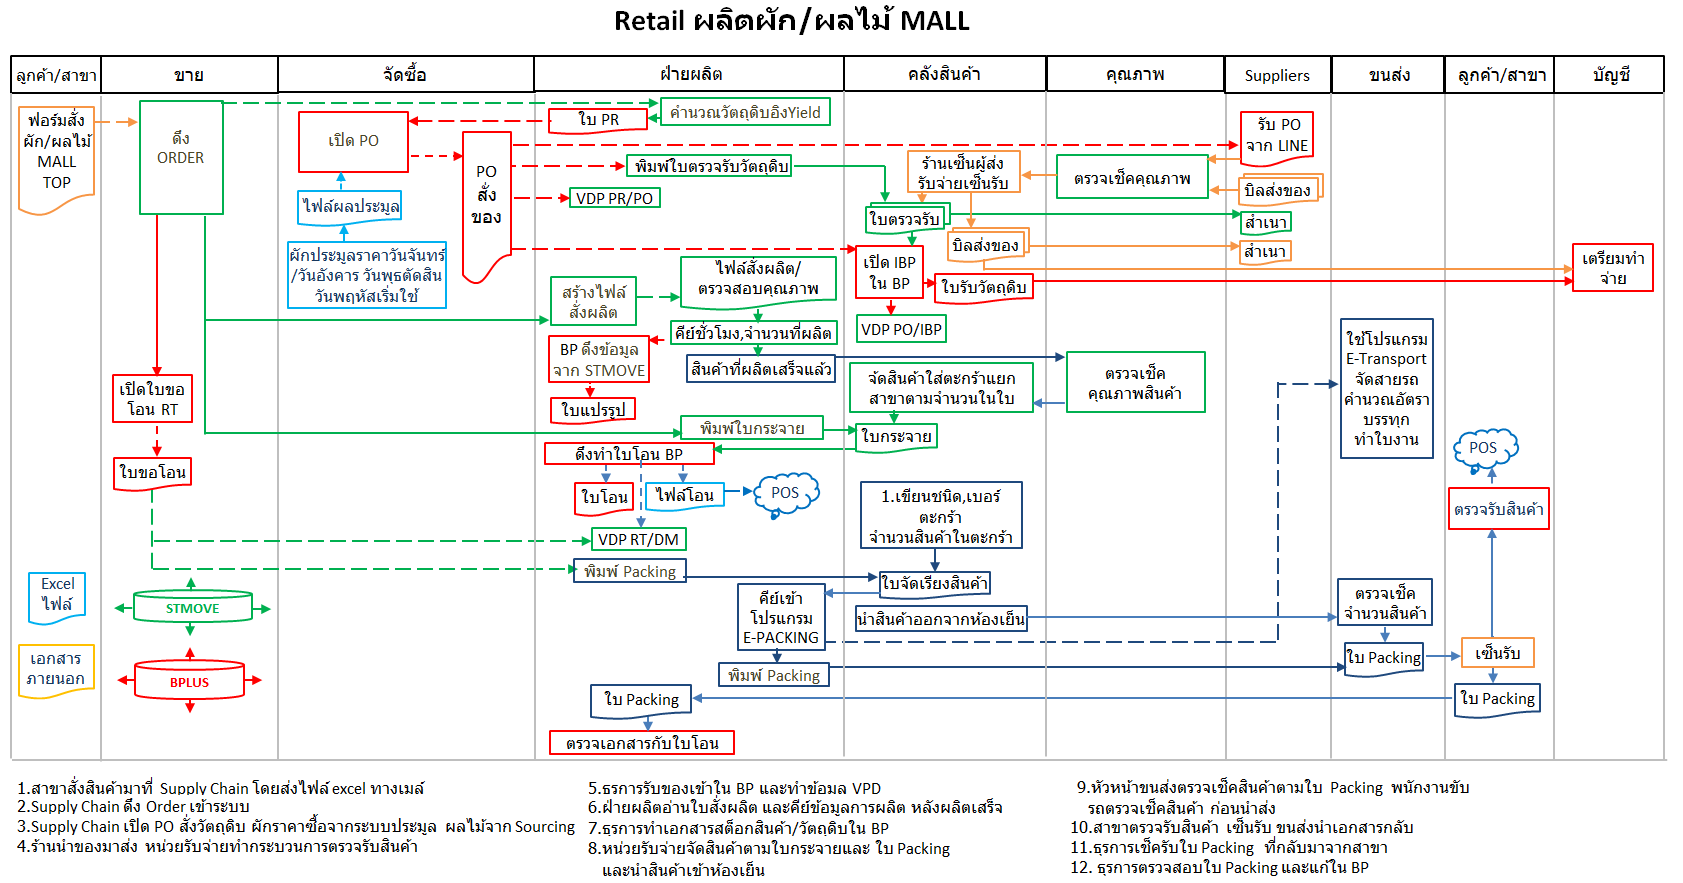 Retail ผลิตผัก/ผลไม้ MALL
ลูกค้า/สาขา
ขาย
จัดซื้อ
ฝ่ายผลิต
คลังสินค้า
คุณภาพ
Suppliers
ขนส่ง
ลูกค้า/สาขา
บัญชี
ฟอร์มสั่ง
ผัก/ผลไม้
MALL
TOP
ดึง
ORDER
เปิด PO
ไฟล์ผลประมูล
ผักประมูลราคาวันจันทร์
/วันอังคาร วันพุธตัดสิน
วันพฤหัสเริ่มใช้
PO
สั่ง
ของ
ใบ PR
คำนวณวัตถุดิบอิงYield
พิมพ์ใบตรวจรับวัตถุดิบ
VDP PR/PO
ร้านเซ็นผู้ส่ง
รับจ่ายเซ็นรับ
ตรวจเช็คคุณภาพ
รับ PO
จาก LINE
บิลส่งของ
ใบตรวจรับ
สำเนา
บิลส่งของ
สำเนา
เปิด IBP
ใน BP
ใบรับวัตถุดิบ
เตรียมทำ
จ่าย
VDP PO/IBP
สร้างไฟล์
สั่งผลิต
ไฟล์สั่งผลิต/
ตรวจสอบคุณภาพ
คีย์ชั่วโมง,จำนวนที่ผลิต
BP ดึงข้อมูล
จาก STMOVE
สินค้าที่ผลิตเสร็จแล้ว
ใบแปรรูป
จัดสินค้าใส่ตะกร้าแยก
สาขาตามจำนวนในใบ
ตรวจเช็ค
คุณภาพสินค้า
ใช้โปรแกรม
E-Transport
จัดสายรถ
คำนวณอัตรา
บรรทุก
ทำใบงาน
เปิดใบขอ
โอน RT
ใบขอโอน
พิมพ์ใบกระจาย
ใบกระจาย
ดึงทำใบโอน BP
ใบโอน
ไฟล์โอน
POS
POS
ตรวจรับสินค้า
VDP RT/DM
พิมพ์ Packing
1.เขียนชนิด,เบอร์
ตะกร้า
จำนวนสินค้าในตะกร้า
ใบจัดเรียงสินค้า
คีย์เข้า
โปรแกรม
E-PACKING
นำสินค้าออกจากห้องเย็น
ตรวจเช็ค
จำนวนสินค้า
พิมพ์ Packing
ใบ Packing
เซ็นรับ
ใบ Packing
ใบ Packing
ตรวจเอกสารกับใบโอน
Excel
ไฟล์
STMOVE
เอกสาร
ภายนอก
BPLUS
1.สาขาสั่งสินค้ามาที่ Supply Chain โดยส่งไฟล์ excel ทางเมล์
2.Supply Chain ดึง Order เข้าระบบ
3.Supply Chain เปิด PO สั่งวัตถุดิบ ผักราคาซื้อจากระบบประมูล ผลไม้จาก Sourcing
4.ร้านนำของมาส่ง หน่วยรับจ่ายทำกระบวนการตรวจรับสินค้า
5.ธุรการรับของเข้าใน BP และทำข้อมล VPD
6.ฝ่ายผลิตอ่านใบสั่งผลิต และคีย์ข้อมูลการผลิต หลังผลิตเสร็จ
7.ธุรการทำเอกสารสต็อกสินค้า/วัตถุดิบใน BP
8.หน่วยรับจ่ายจัดสินค้าตามใบกระจายและ ใบ Packing
และนำสินค้าเข้าห้องเย็น
9.หัวหน้าขนส่งตรวจเช็คสินค้าตามใบ Packing พนักงานขับ
รถตรวจเช็คสินค้า ก่อนนำส่ง
10.สาขาตรวจรับสินค้า เซ็นรับ ขนส่งนำเอกสารกลับ
11.ธุรการเช็ครับใบ Packing ที่กลับมาจากสาขา
12. ธุรการตรวจสอบใบ Packing และแก้ใน BP